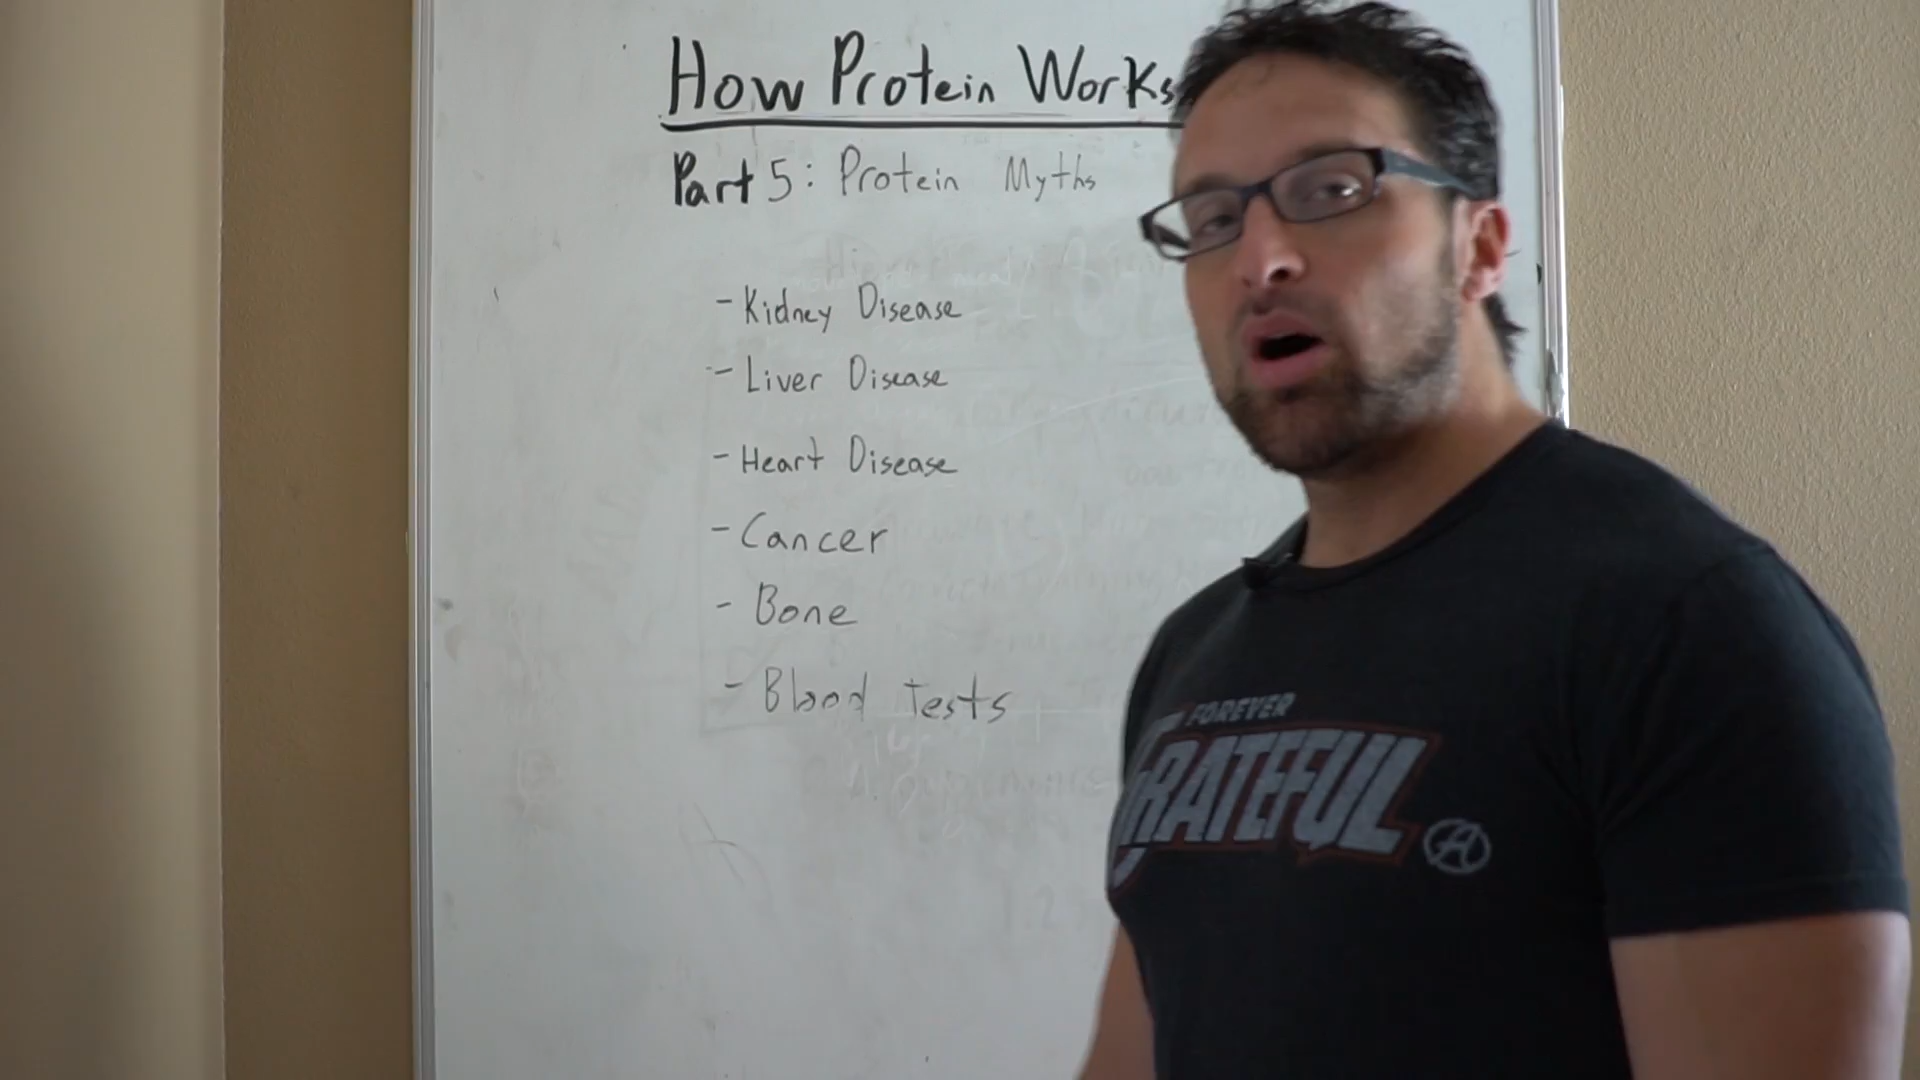 How Protein Works
Part 5: Protein Myths
- Kidney Disease
- Liver Disease
- Heart Disease
- Cancer
- Bone
- Blood Tests
FOREVER
GRATEFUL